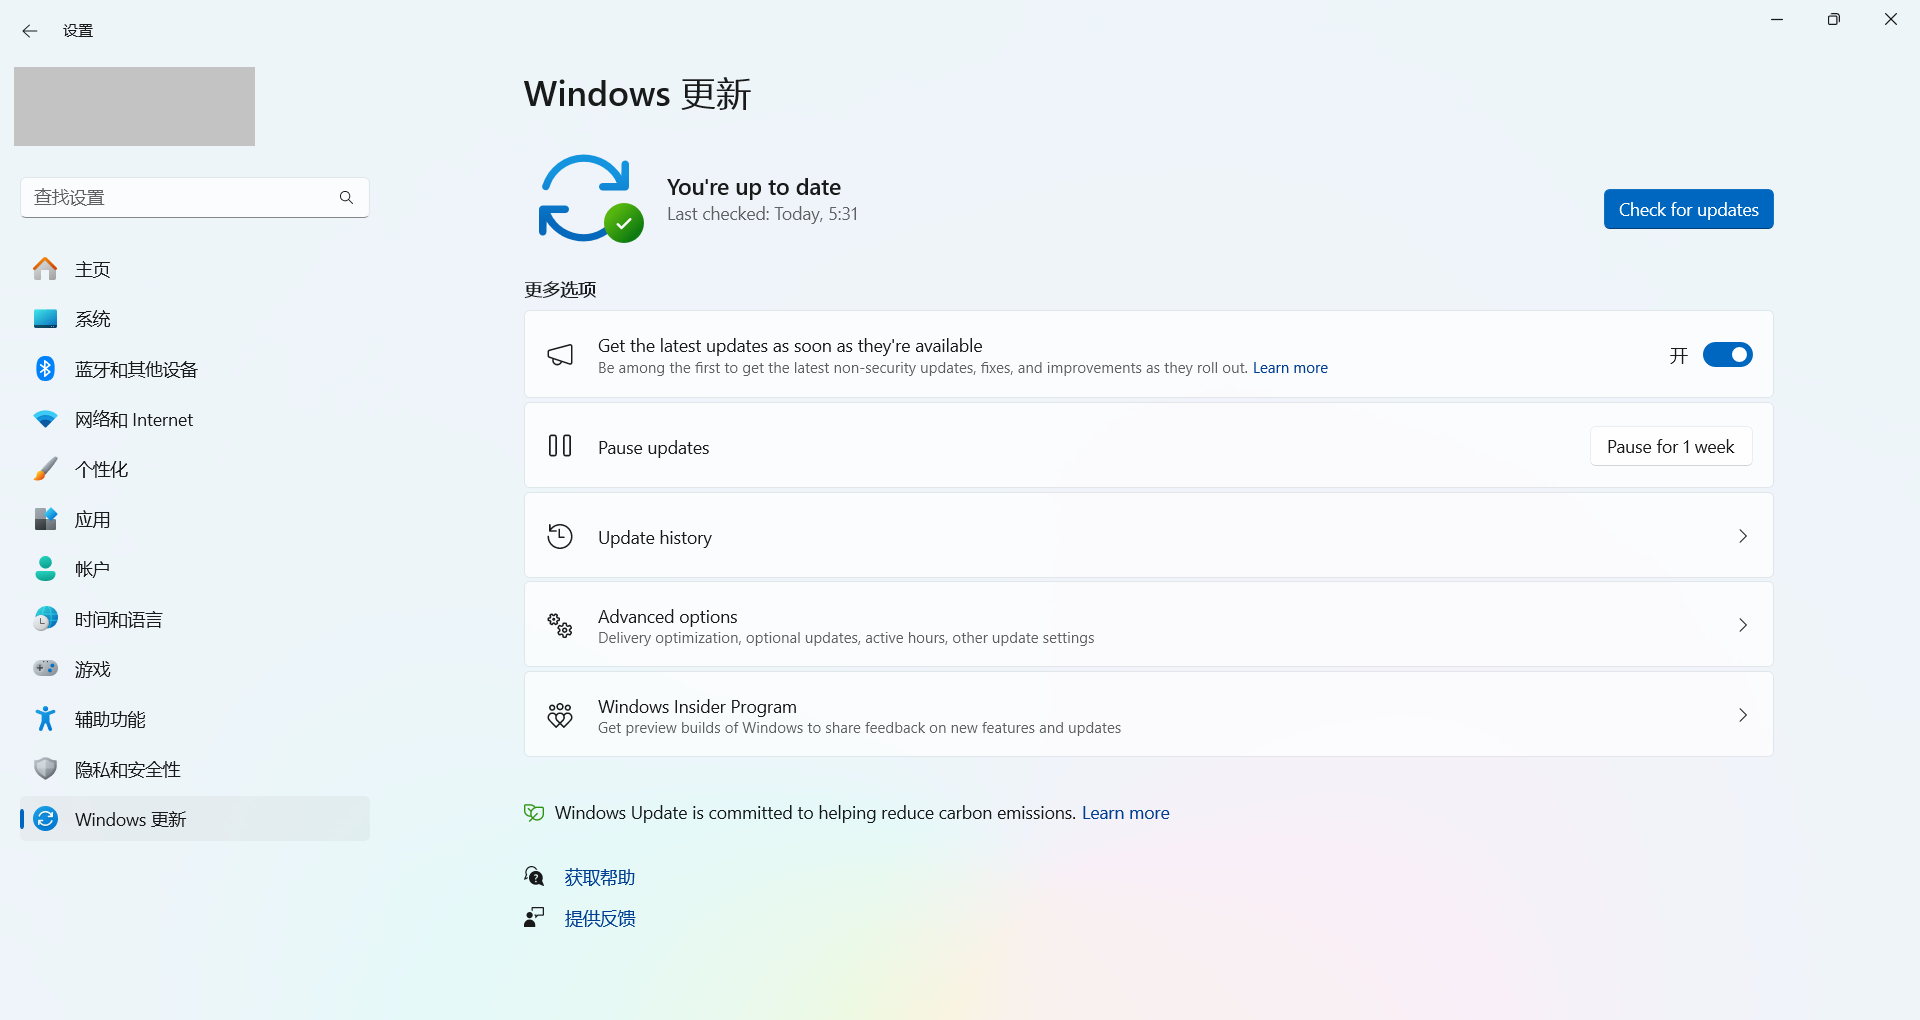 设置
查找设置
主页
系统
蓝牙和其他设备
网络和 Internet
个性化
应用
帐户
时间和语言
游戏
辅助功能
隐私和安全性
Windows 更新
Windows 更新
You're up to date
Last checked: Today, 5:31
Check for updates
更多选项
Get the latest updates as soon as they're available
Be among the first to get the latest non-security updates, fixes, and improvements as they roll out. Learn more
开
Pause updates
Pause for 1 week
Update history
Advanced options
Delivery optimization, optional updates, active hours, other update settings
Windows Insider Program
Get preview builds of Windows to share feedback on new features and updates
Windows Update is committed to helping reduce carbon emissions. Learn more
获取帮助
提供反馈